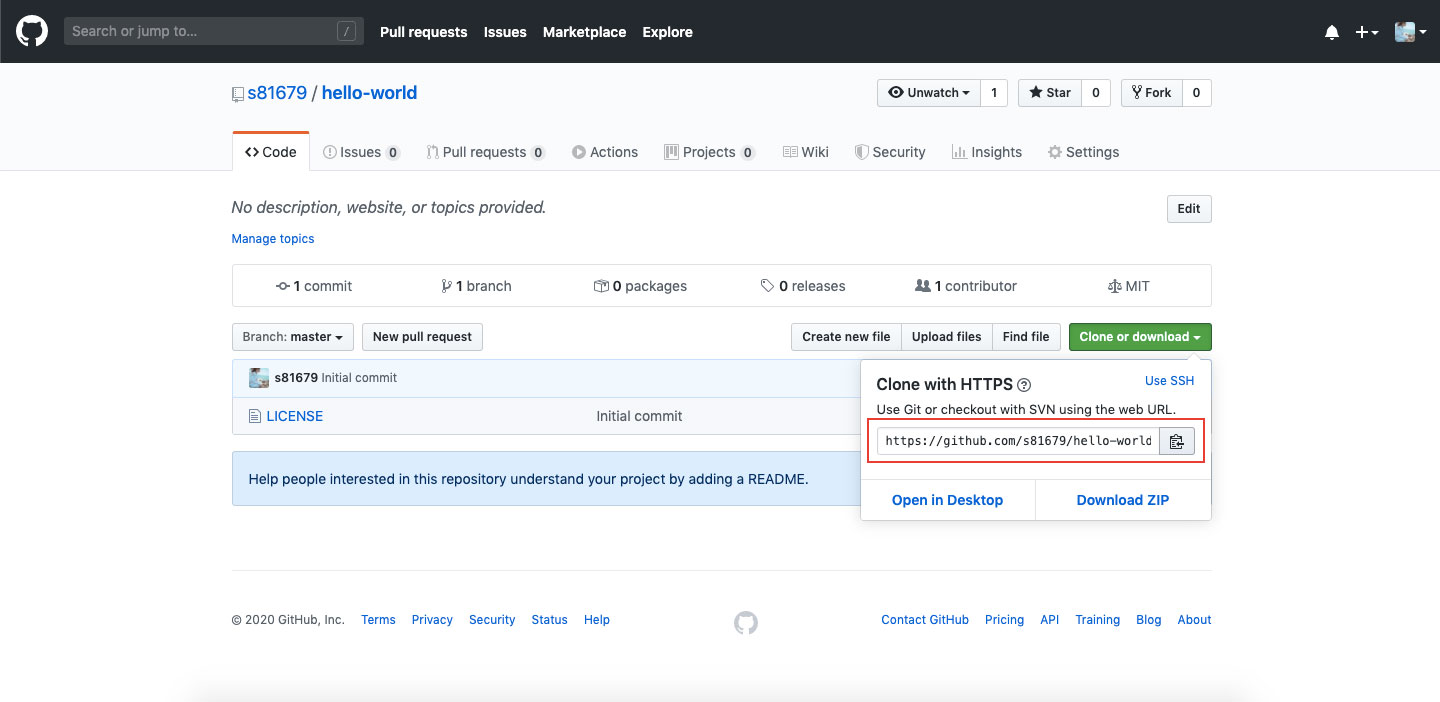 Search or jump to... / Pull requests Issues Marketplace Explore
s81679 / hello-world Unwatch 1 Star 0 Fork 0
Code Issues 0 Pull requests 0 Actions Projects 0 Wiki Security Insights Settings
No description, website, or topics provided. Edit
Manage topics
1 commit 1 branch 0 packages 0 releases 1 contributor MIT
Branch: master New pull request Create new file Upload files Find file Clone or download
s81679 Initial commit
LICENSE Initial commit
Clone with HTTPS ? Use SSH
Use Git or checkout with SVN using the web URL.
https://github.com/s81679/hello-world
Open in Desktop Download ZIP
Help people interested in this repository understand your project by adding a README.
© 2020 GitHub, Inc. Terms Privacy Security Status Help Contact GitHub Pricing API Training Blog About